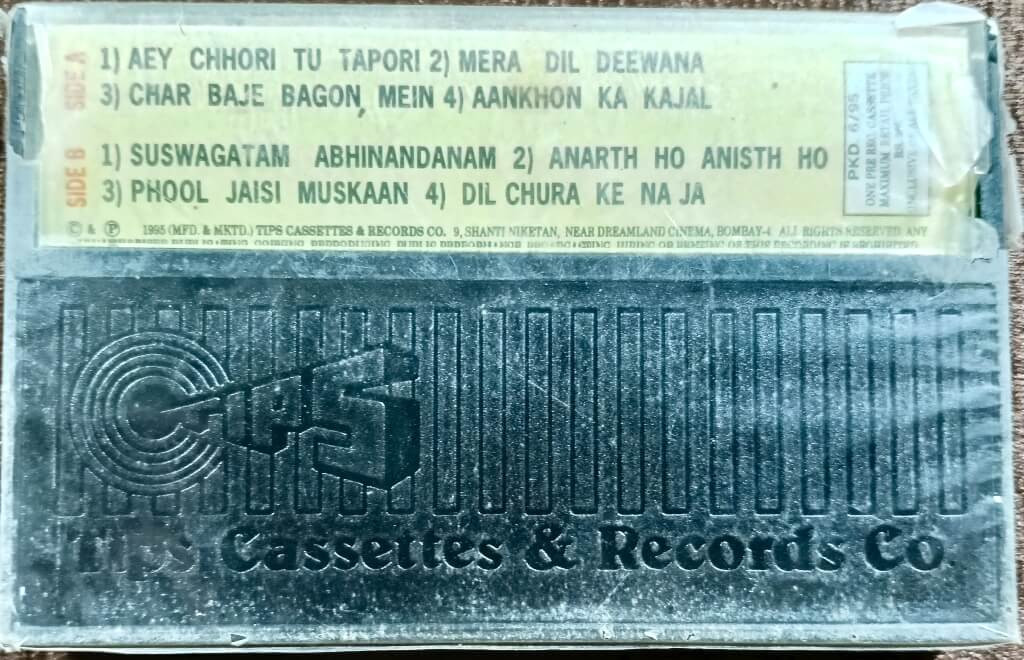 SIDE A
1) AEY CHHORI TU TAPORI 2) MERA DIL DEEWANA
3) CHAR BAJE BAGON MEIN 4) AANKHON KA KAJAL
SIDE B
1) SUSWAGATAM ABHINANDANAM 2) ANARTH HO ANISTH HO
3) PHOOL JAISI MUSKAAN 4) DIL CHURA KE NA JA
PKD 6/95
ONE PRE REC CASSETTE
MAXIMUM RETAIL PRICE
© & ℗ 1995 (MFD. & MKTD.) TIPS CASSETTES & RECORDS CO. 9, SHANTI NIKETAN, NEAR DREAMLAND CINEMA, BOMBAY-4. ALL RIGHTS RESERVED. ANY
TIPS
Tips Cassettes & Records Co.